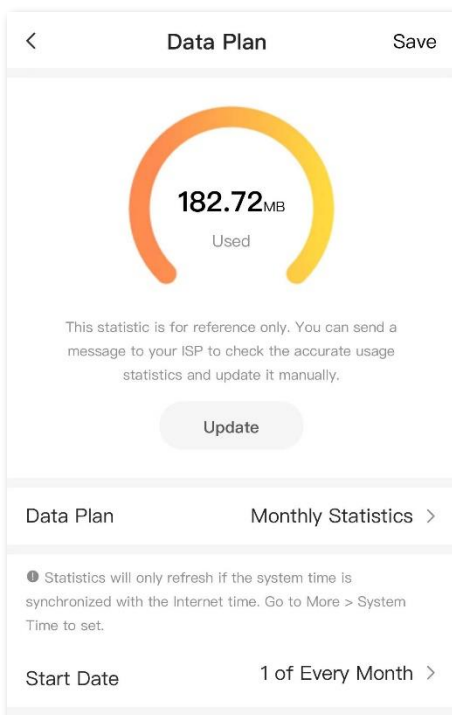 Data Plan Save
182.72MB
Used
This statistic is for reference only. You can send a
message to your ISP to check the accurate usage
statistics and update it manually.
Update
Data Plan Monthly Statistics
Statistics will only refresh if the system time is
synchronized with the Internet time. Go to More > System
Time to set.
Start Date 1 of Every Month